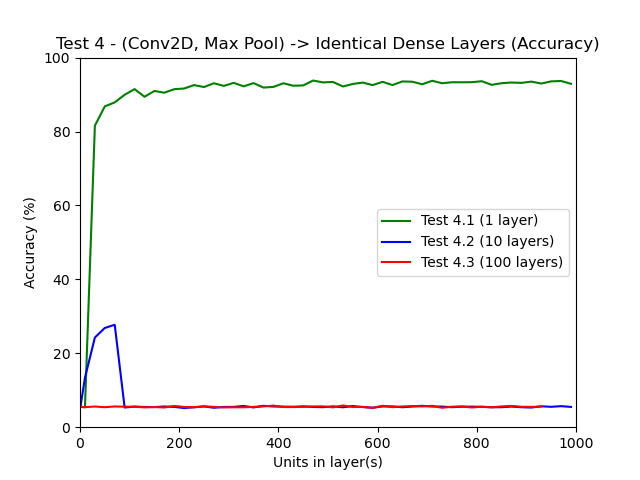 Test 4 - (Conv2D, Max Pool) -> Identical Dense Layers (Accuracy)
100
80
60
40
20
0
Accuracy (%)
Test 4.1 (1 layer)
Test 4.2 (10 layers)
Test 4.3 (100 layers)
0 200 400 600 800 1000
Units in layer(s)